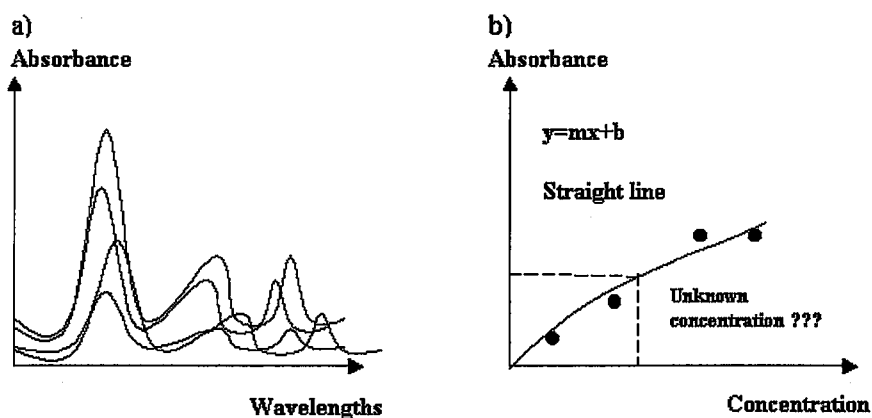 a)
Absorbance
Wavelengths
b)
Absorbance
y=mx+b
Straight line
Unknown
concentration ???
Concentration